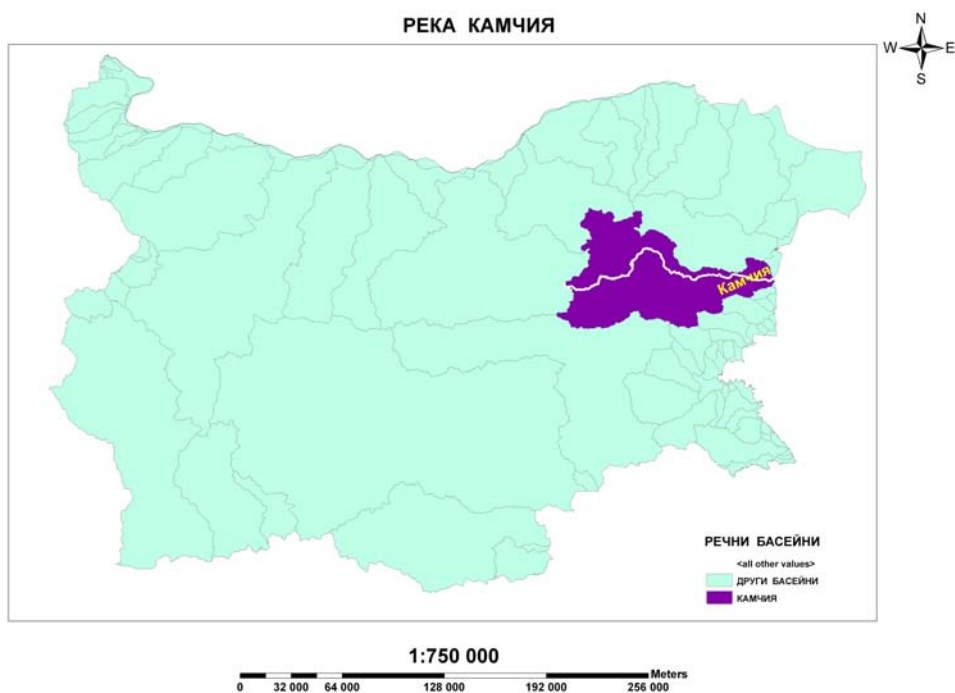 РЕКА КАМЧИЯ
N
W E
S
Камчия
РЕЧНИ БАСЕЙНИ
<all other values>
ДРУГИ БАСЕЙНИ
КАМЧИЯ
1:750 000
Meters
0 32 000 64 000 128 000 192 000 256 000